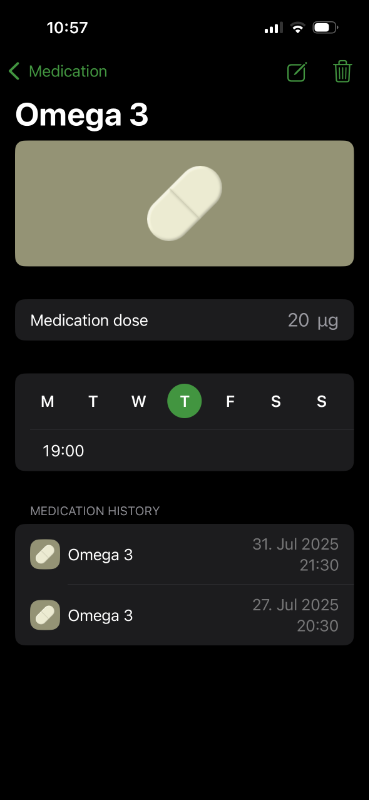 10:57
Medication
Omega 3
Medication dose 20 µg
M T W T F S S
19:00
MEDICATION HISTORY
Omega 3 31. Jul 2025
21:30
Omega 3 27. Jul 2025
20:30